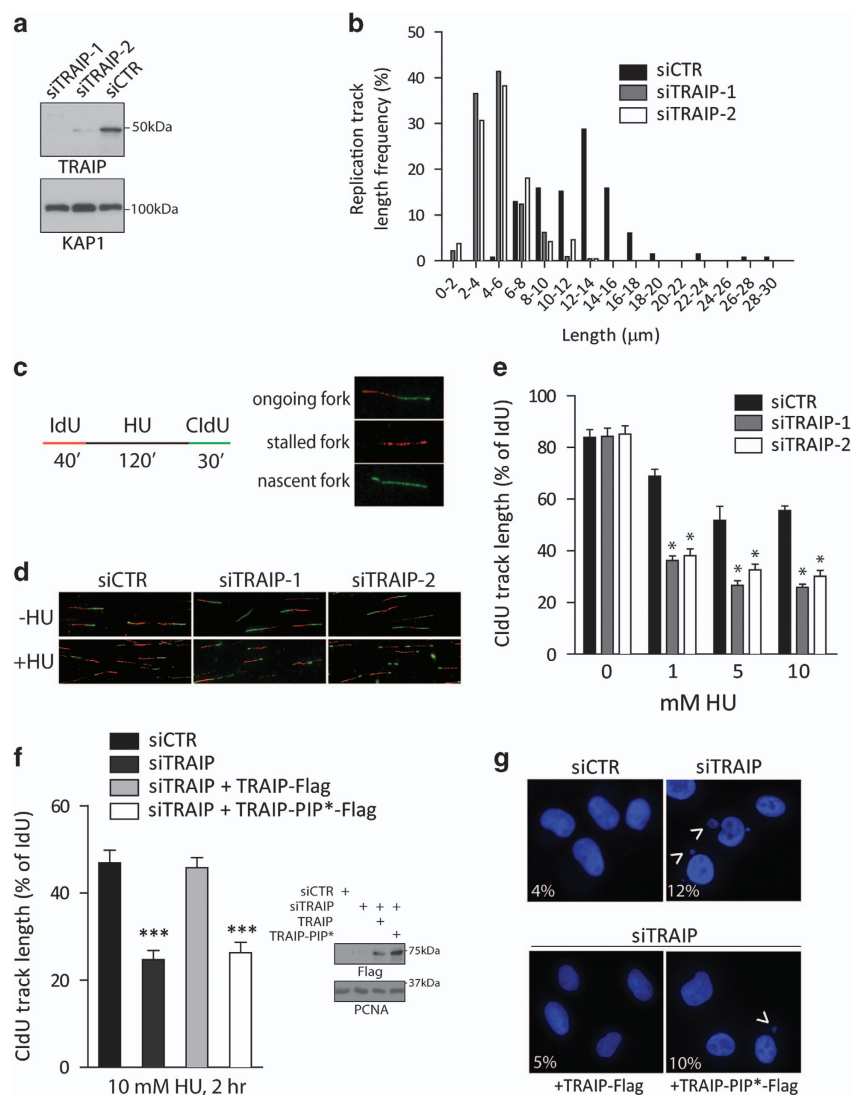 a
siTRAIP-1
siTRAIP-2
siCTR
50kDa
TRAIP
100kDa
KAP1
b
Replication track
length frequency (%)
50
40
30
20
10
0
siCTR
siTRAIP-1
siTRAIP-2
0-2
2-4
4-6
6-8
8-10
10-12
12-14
14-16
16-18
18-20
20-22
22-24
24-26
26-28
28-30
Length (μm)
c
IdU HU CldU
40′ 120′ 30′
ongoing fork
stalled fork
nascent fork
d
siCTR siTRAIP-1 siTRAIP-2
-HU
+HU
e
CldU track length (% of IdU)
100
80
60
40
20
0
siCTR
siTRAIP-1
siTRAIP-2
* *
* *
* *
0 1 5 10
mM HU
f
siCTR
siTRAIP
siTRAIP + TRAIP-Flag
siTRAIP + TRAIP-PIP*-Flag
CldU track length (% of IdU)
60
40
20
0
*** ***
10 mM HU, 2 hr
siCTR +
siTRAIP + + +
TRAIP +
TRAIP-PIP* +
75kDa
Flag
37kDa
PCNA
g
siCTR siTRAIP
4% 12%
siTRAIP
5% 10%
+TRAIP-Flag +TRAIP-PIP*-Flag